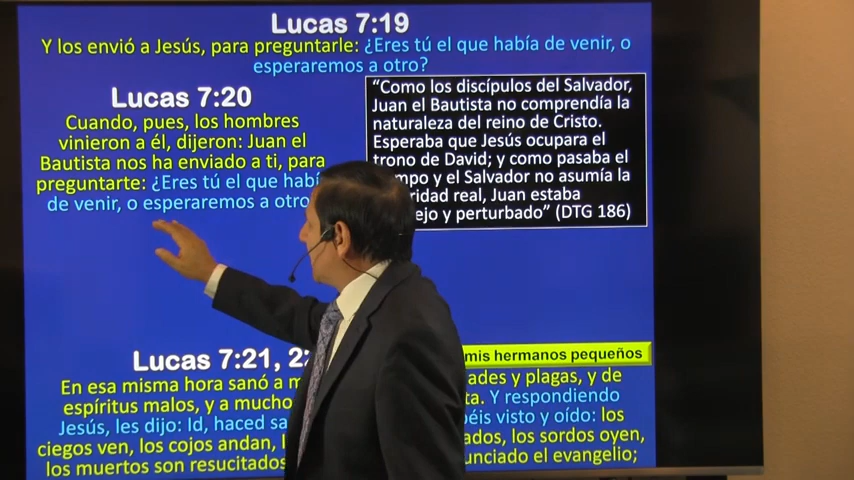 Lucas 7:19
Y los envió a Jesús, para preguntarle: ¿Eres tú el que había de venir, o
esperaremos a otro?
Lucas 7:20
Cuando, pues, los hombres
vinieron a él, dijeron: Juan el
Bautista nos ha enviado a ti, para
preguntarte: ¿Eres tú el que habí
de venir, o esperaremos a otro
“Como los discípulos del Salvador,
Juan el Bautista no comprendía la
naturaleza del reino de Cristo.
Esperaba que Jesús ocupara el
trono de David; y como pasaba el
mpo y el Salvador no asumía la
ridad real, Juan estaba
ejo y perturbado” (DTG 186)
Lucas 7:21, 2
mis hermanos pequeños
En esa misma hora sanó a m ades y plagas, y de
espíritus malos, y a mucho ta. Y respondiendo
Jesús, les dijo: Id, haced sa éis visto y oído: los
ciegos ven, los cojos andan, l ados, los sordos oyen,
los muertos son resucitados unciado el evangelio;